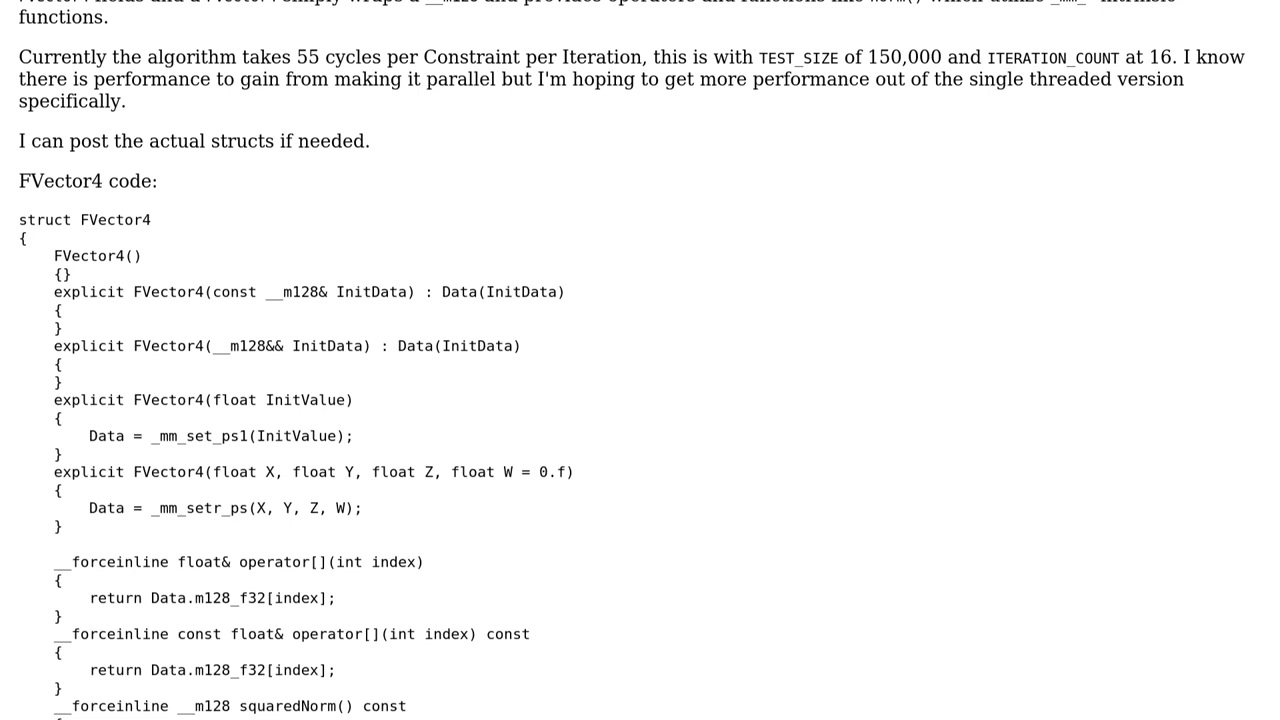 functions.
Currently the algorithm takes 55 cycles per Constraint per Iteration, this is with TEST_SIZE of 150,000 and ITERATION_COUNT at 16. I know
there is performance to gain from making it parallel but I'm hoping to get more performance out of the single threaded version
specifically.
I can post the actual structs if needed.
FVector4 code:
struct FVector4
{
    FVector4()
    {}
    explicit FVector4(const __m128& InitData) : Data(InitData)
    {
    }
    explicit FVector4(__m128&& InitData) : Data(InitData)
    {
    }
    explicit FVector4(float InitValue)
    {
        Data = _mm_set_ps1(InitValue);
    }
    explicit FVector4(float X, float Y, float Z, float W = 0.f)
    {
        Data = _mm_setr_ps(X, Y, Z, W);
    }
    __forceinline float& operator[](int index)
    {
        return Data.m128_f32[index];
    }
    __forceinline const float& operator[](int index) const
    {
        return Data.m128_f32[index];
    }
    __forceinline __m128 squaredNorm() const